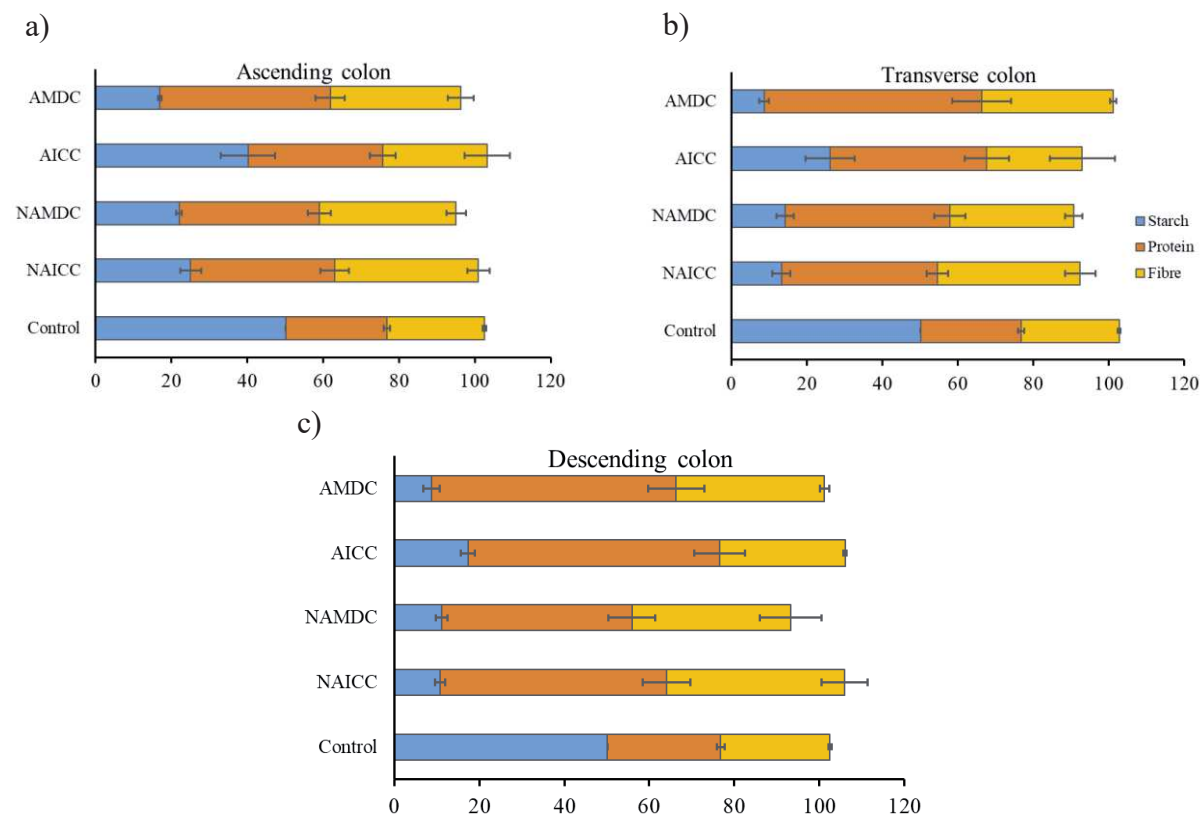 a)
Ascending colon
AMDC
AICC
NAMDC
NAICC
Control
0 20 40 60 80 100 120
b)
Transverse colon
AMDC
AICC
NAMDC
NAICC
Control
0 20 40 60 80 100 120
Starch
Protein
Fibre
c)
Descending colon
AMDC
AICC
NAMDC
NAICC
Control
0 20 40 60 80 100 120